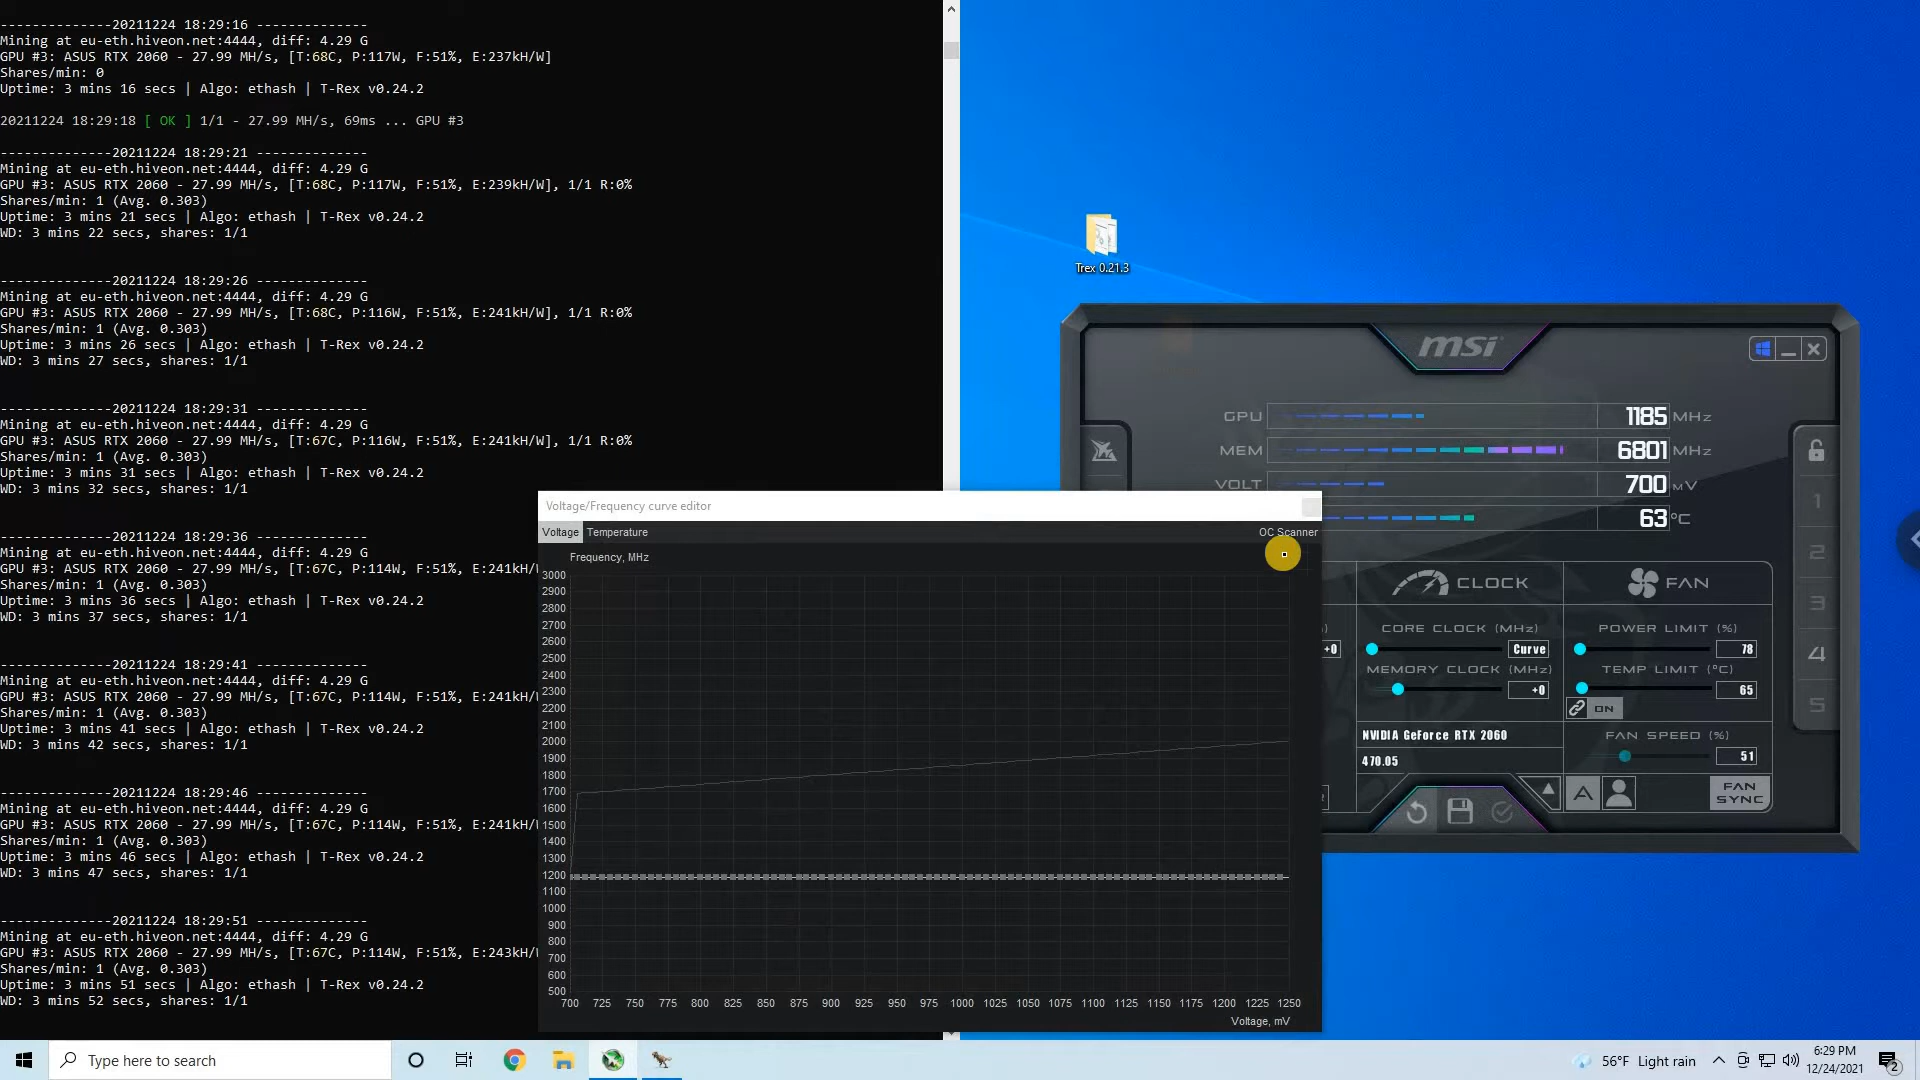 --------------20211224 18:29:16 --------------
Mining at eu-eth.hiveon.net:4444, diff: 4.29 G
GPU #3: ASUS RTX 2060 - 27.99 MH/s, [T:68C, P:117W, F:51%, E:237kH/W]
Shares/min: 0
Uptime: 3 mins 16 secs | Algo: ethash | T-Rex v0.24.2
20211224 18:29:18 [ OK ] 1/1 - 27.99 MH/s, 69ms ... GPU #3
--------------20211224 18:29:21 --------------
Mining at eu-eth.hiveon.net:4444, diff: 4.29 G
GPU #3: ASUS RTX 2060 - 27.99 MH/s, [T:68C, P:117W, F:51%, E:239kH/W], 1/1 R:0%
Shares/min: 1 (Avg. 0.303)
Uptime: 3 mins 21 secs | Algo: ethash | T-Rex v0.24.2
WD: 3 mins 22 secs, shares: 1/1
--------------20211224 18:29:26 --------------
Mining at eu-eth.hiveon.net:4444, diff: 4.29 G
GPU #3: ASUS RTX 2060 - 27.99 MH/s, [T:68C, P:116W, F:51%, E:241kH/W], 1/1 R:0%
Shares/min: 1 (Avg. 0.303)
Uptime: 3 mins 26 secs | Algo: ethash | T-Rex v0.24.2
WD: 3 mins 27 secs, shares: 1/1
--------------20211224 18:29:31 --------------
Mining at eu-eth.hiveon.net:4444, diff: 4.29 G
GPU #3: ASUS RTX 2060 - 27.99 MH/s, [T:67C, P:116W, F:51%, E:241kH/W], 1/1 R:0%
Shares/min: 1 (Avg. 0.303)
Uptime: 3 mins 31 secs | Algo: ethash | T-Rex v0.24.2
WD: 3 mins 32 secs, shares: 1/1
--------------20211224 18:29:36 --------------
Mining at eu-eth.hiveon.net:4444, diff: 4.29 G
GPU #3: ASUS RTX 2060 - 27.99 MH/s, [T:67C, P:114W, F:51%, E:241kH/
Shares/min: 1 (Avg. 0.303)
Uptime: 3 mins 36 secs | Algo: ethash | T-Rex v0.24.2
WD: 3 mins 37 secs, shares: 1/1
--------------20211224 18:29:41 --------------
Mining at eu-eth.hiveon.net:4444, diff: 4.29 G
GPU #3: ASUS RTX 2060 - 27.99 MH/s, [T:67C, P:114W, F:51%, E:241kH/
Shares/min: 1 (Avg. 0.303)
Uptime: 3 mins 41 secs | Algo: ethash | T-Rex v0.24.2
WD: 3 mins 42 secs, shares: 1/1
--------------20211224 18:29:46 --------------
Mining at eu-eth.hiveon.net:4444, diff: 4.29 G
GPU #3: ASUS RTX 2060 - 27.99 MH/s, [T:67C, P:114W, F:51%, E:241kH/
Shares/min: 1 (Avg. 0.303)
Uptime: 3 mins 46 secs | Algo: ethash | T-Rex v0.24.2
WD: 3 mins 47 secs, shares: 1/1
--------------20211224 18:29:51 --------------
Mining at eu-eth.hiveon.net:4444, diff: 4.29 G
GPU #3: ASUS RTX 2060 - 27.99 MH/s, [T:67C, P:114W, F:51%, E:243kH/
Shares/min: 1 (Avg. 0.303)
Uptime: 3 mins 51 secs | Algo: ethash | T-Rex v0.24.2
WD: 3 mins 52 secs, shares: 1/1
Trex 0.21.3
msi
GPU 1185 MHz
MEM 6801 MHz
VOLT 700 mV
63 °C
1
2
3
4
5
CLOCK
FAN
CORE CLOCK (MHz)
Curve
MEMORY CLOCK (MHz)
+0
+0
POWER LIMIT (%)
78
TEMP LIMIT (°C)
65
ON
NVIDIA GeForce RTX 2060
470.05
FAN SPEED (%)
51
A
FAN SYNC
Voltage/Frequency curve editor
Voltage Temperature OC Scanner
Frequency, MHz
3000
2900
2800
2700
2600
2500
2400
2300
2200
2100
2000
1900
1800
1700
1600
1500
1400
1300
1200
1100
1000
900
800
700
600
500
700 725 750 775 800 825 850 875 900 925 950 975 1000 1025 1050 1075 1100 1125 1150 1175 1200 1225 1250
Voltage, mV
Type here to search
56°F Light rain
6:29 PM
12/24/2021
2